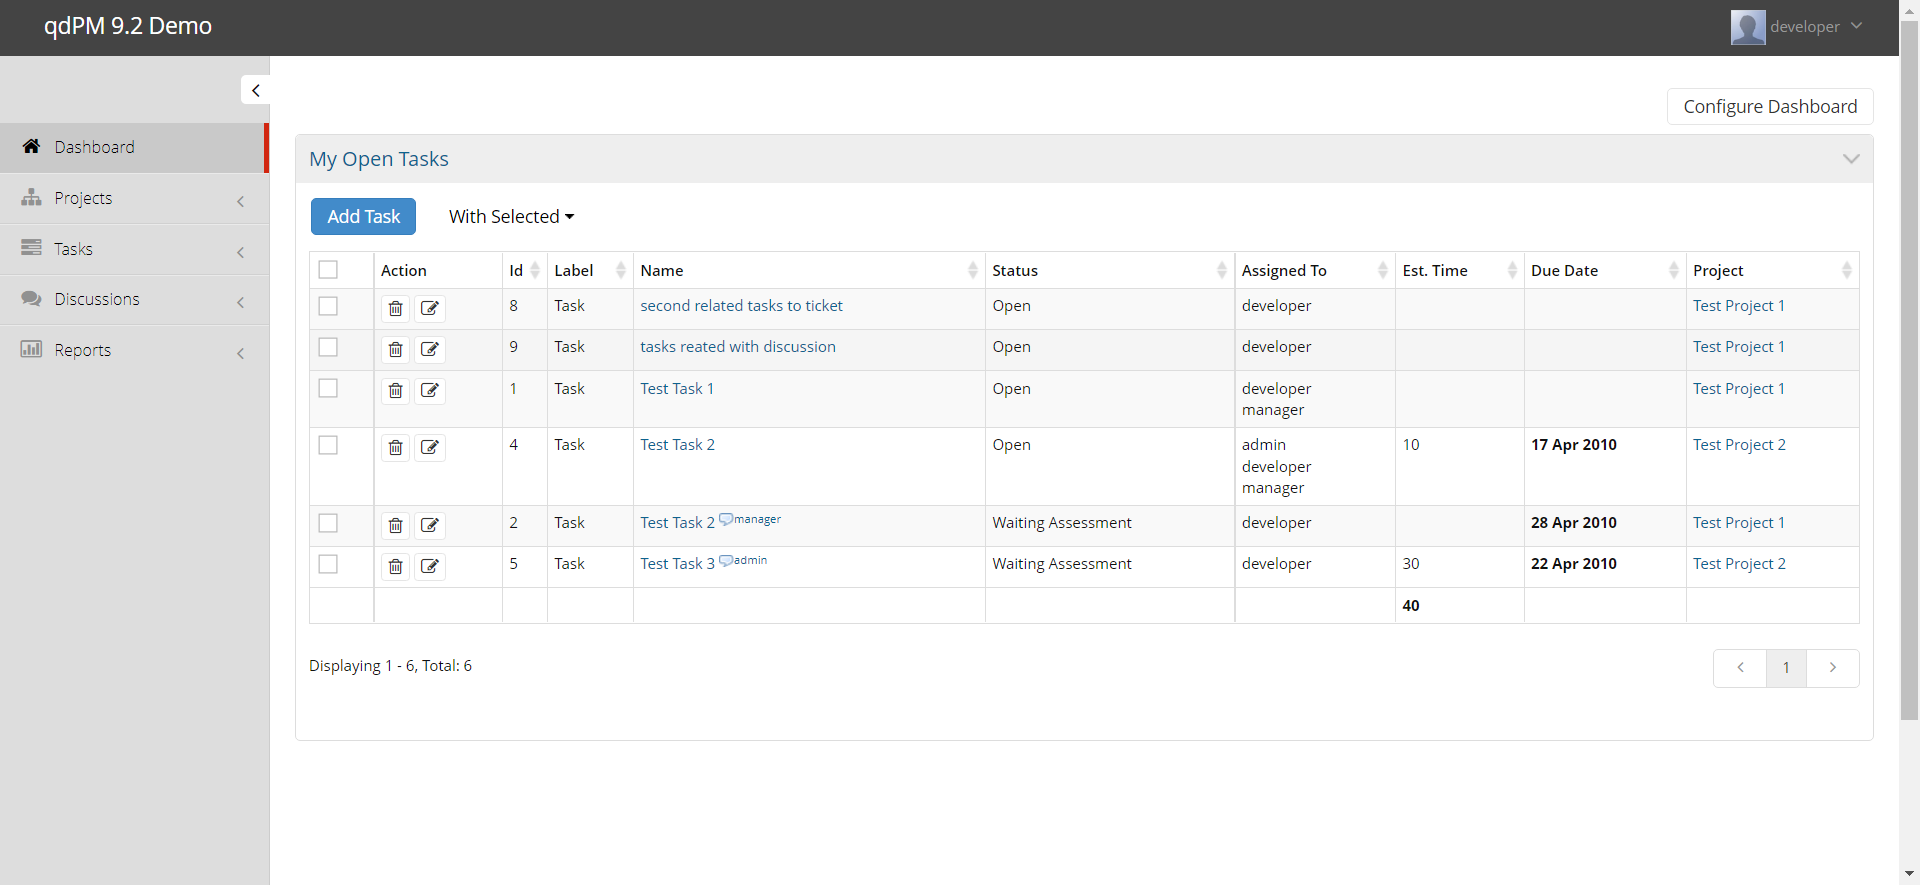 qdPM 9.2 Demo
developer
Configure Dashboard
Dashboard
Projects
Tasks
Discussions
Reports
My Open Tasks
Add Task With Selected
Action Id Label Name Status Assigned To Est. Time Due Date Project
8 Task second related tasks to ticket Open developer Test Project 1
9 Task tasks reated with discussion Open developer Test Project 1
1 Task Test Task 1 Open developer Test Project 1
manager
4 Task Test Task 2 Open admin 10 17 Apr 2010 Test Project 2
developer
manager
2 Task Test Task 2 manager Waiting Assessment developer 28 Apr 2010 Test Project 1
5 Task Test Task 3 admin Waiting Assessment developer 30 22 Apr 2010 Test Project 2
40
Displaying 1 - 6, Total: 6
1